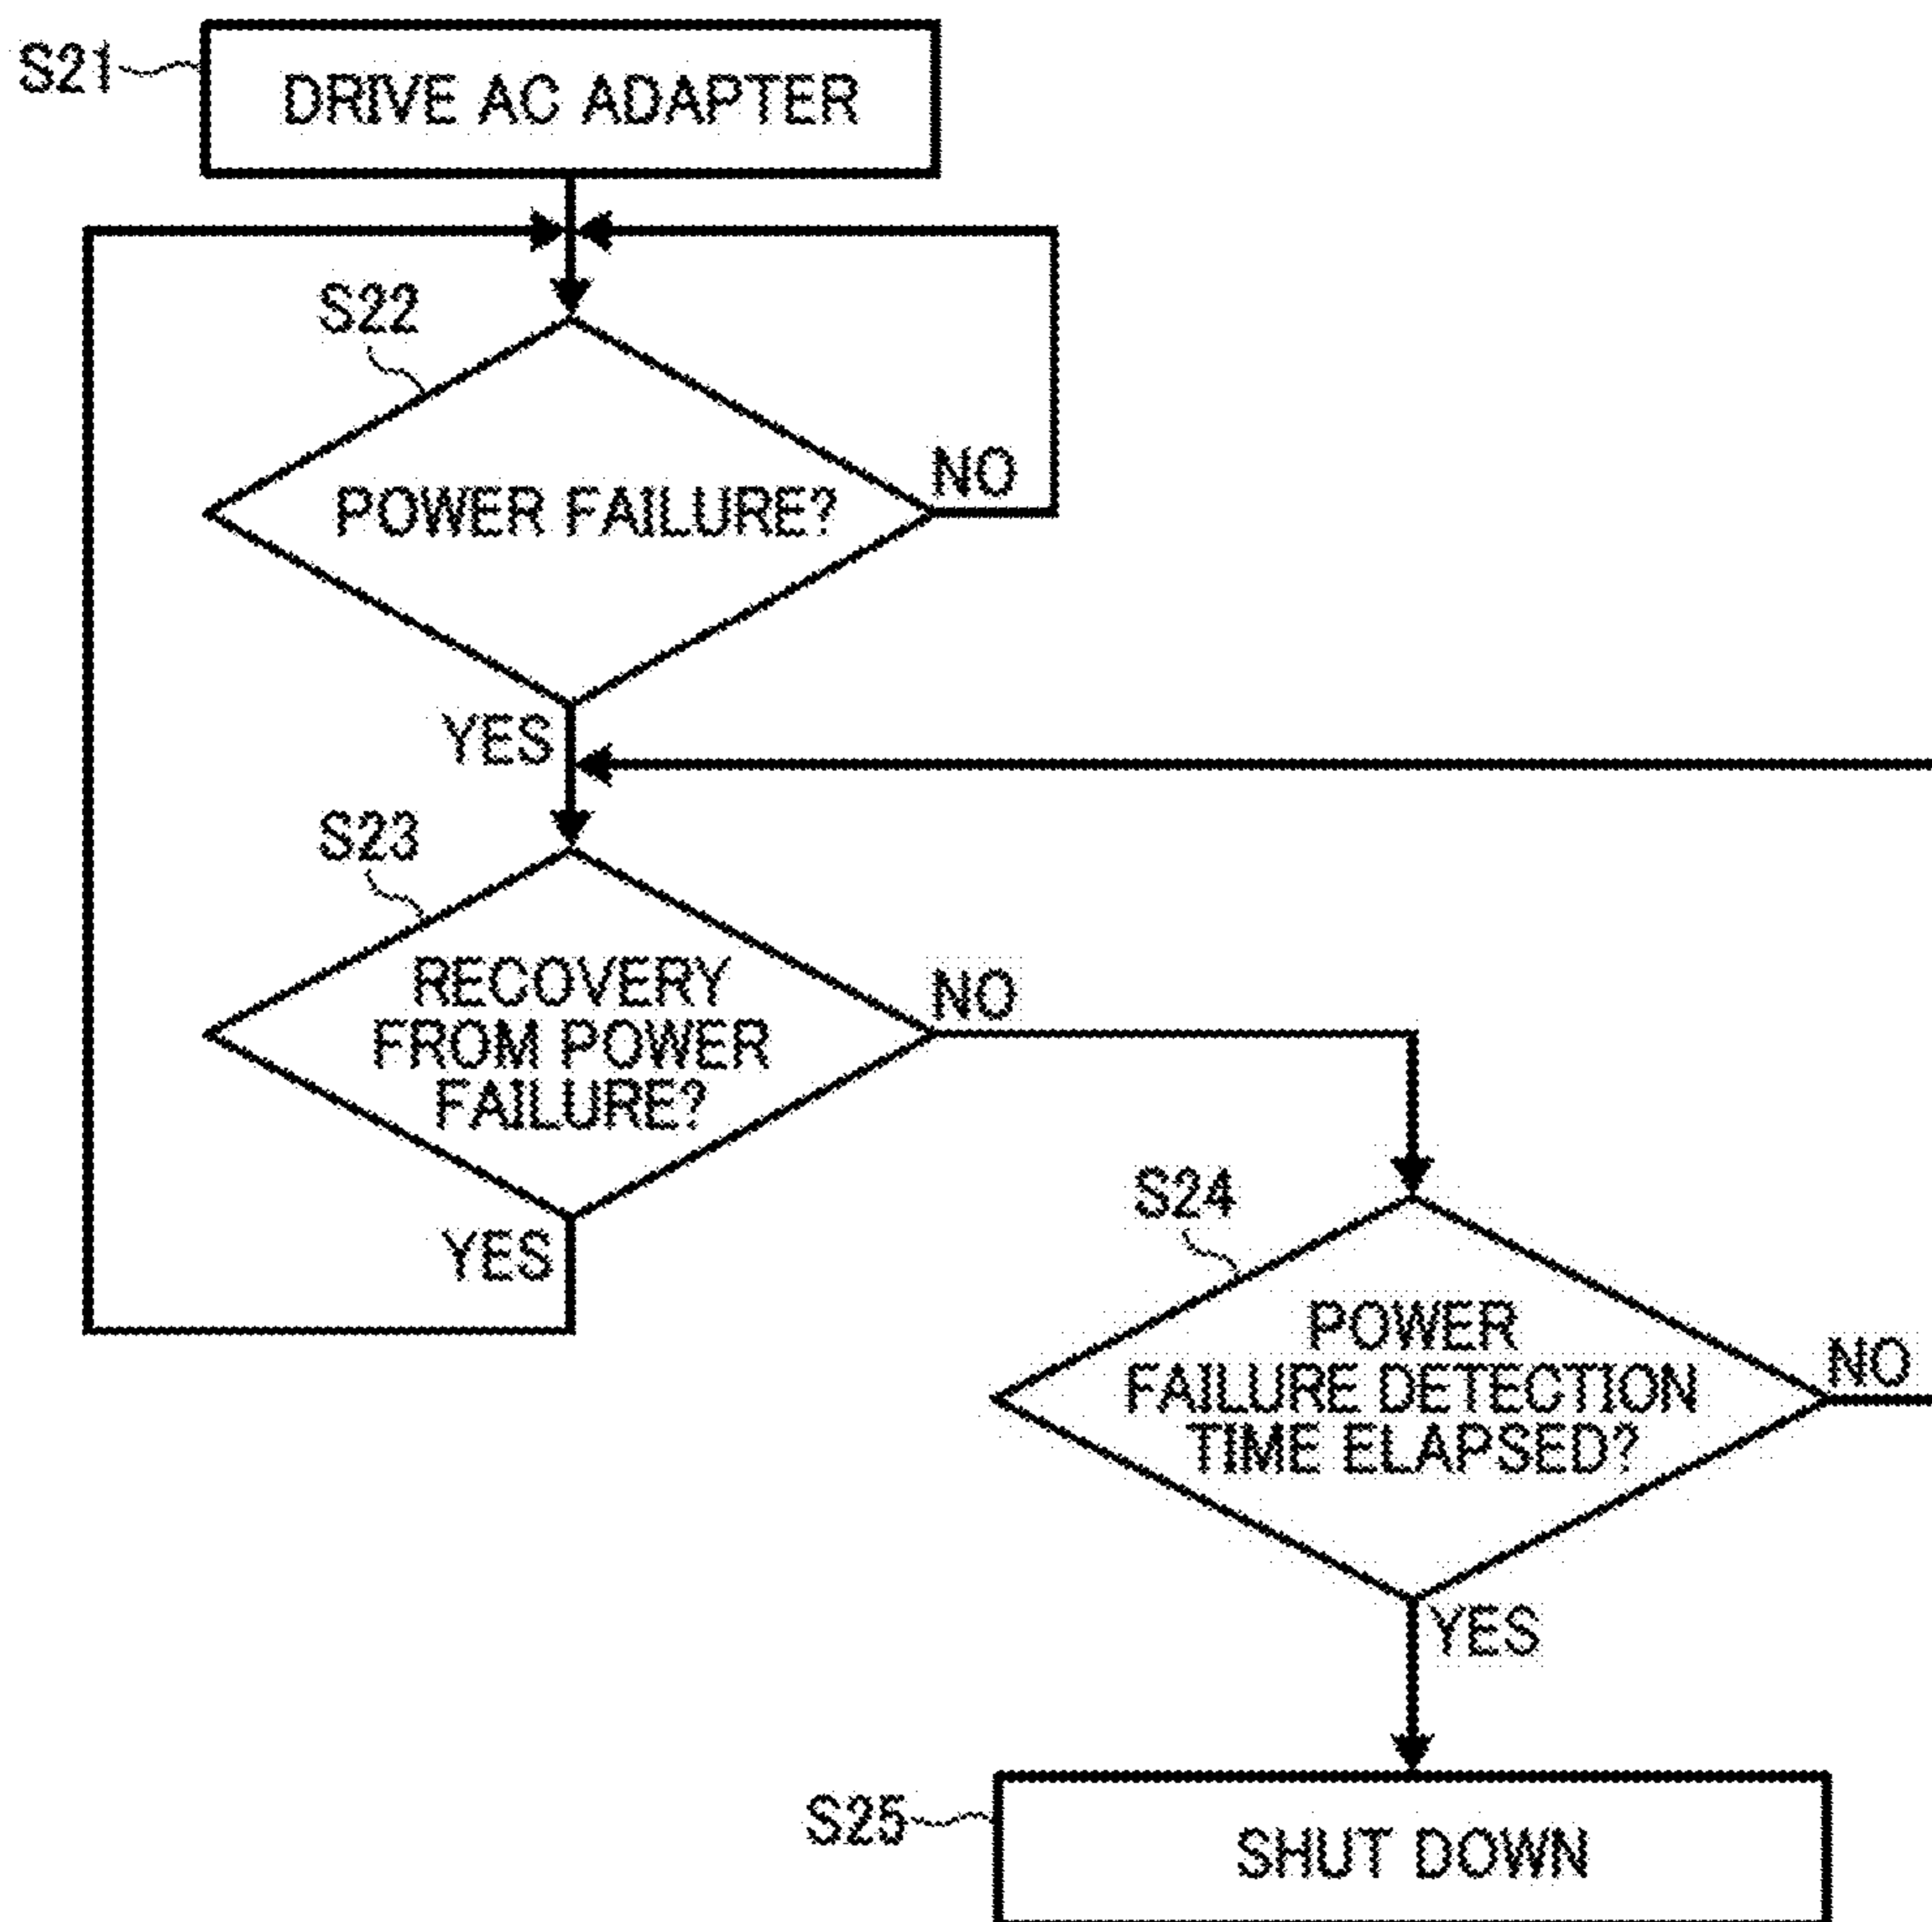 S21
DRIVE AC ADAPTER
S22
POWER FAILURE?
NO
YES
S23
RECOVERY
FROM POWER
FAILURE?
NO
YES
S24
POWER
FAILURE DETECTION
TIME ELAPSED?
NO
YES
S25
SHUT DOWN